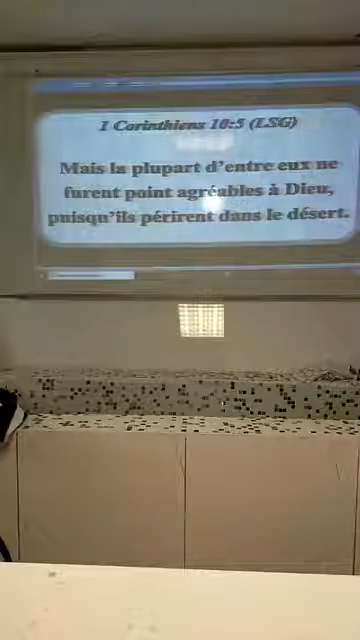 1 Corinthiens 10:5 (LSG)
Mais la plupart d'entre eux ne
furent point agréables à Dieu,
puisqu'ils périrent dans le désert.